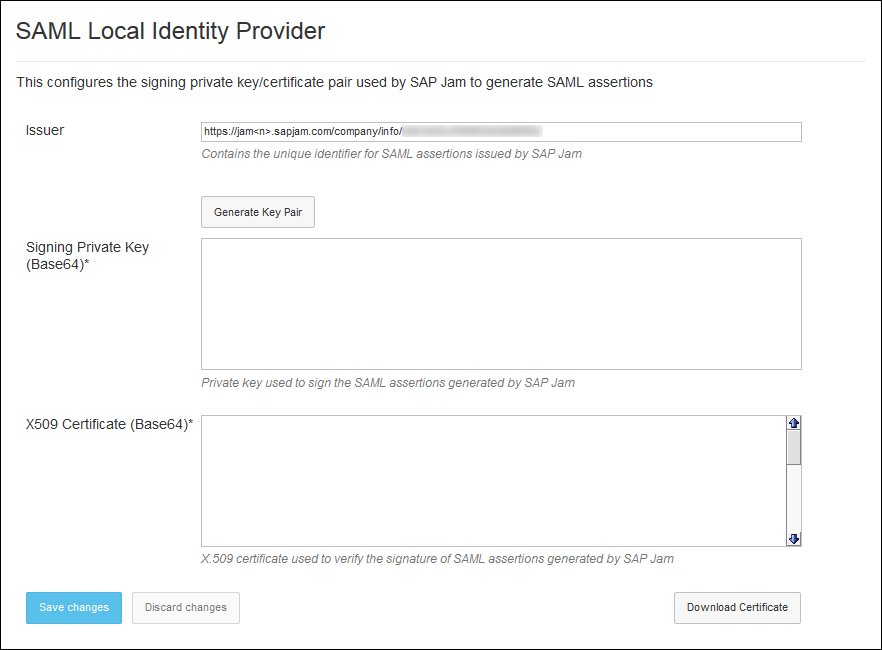 SAML Local Identity Provider
This configures the signing private key/certificate pair used by SAP Jam to generate SAML assertions
Issuer
https://jam<n>.sapjam.com/company/info/
Contains the unique identifier for SAML assertions issued by SAP Jam
Generate Key Pair
Signing Private Key
(Base64)*
Private key used to sign the SAML assertions generated by SAP Jam
X509 Certificate (Base64)*
X.509 certificate used to verify the signature of SAML assertions generated by SAP Jam
Save changes
Discard changes
Download Certificate